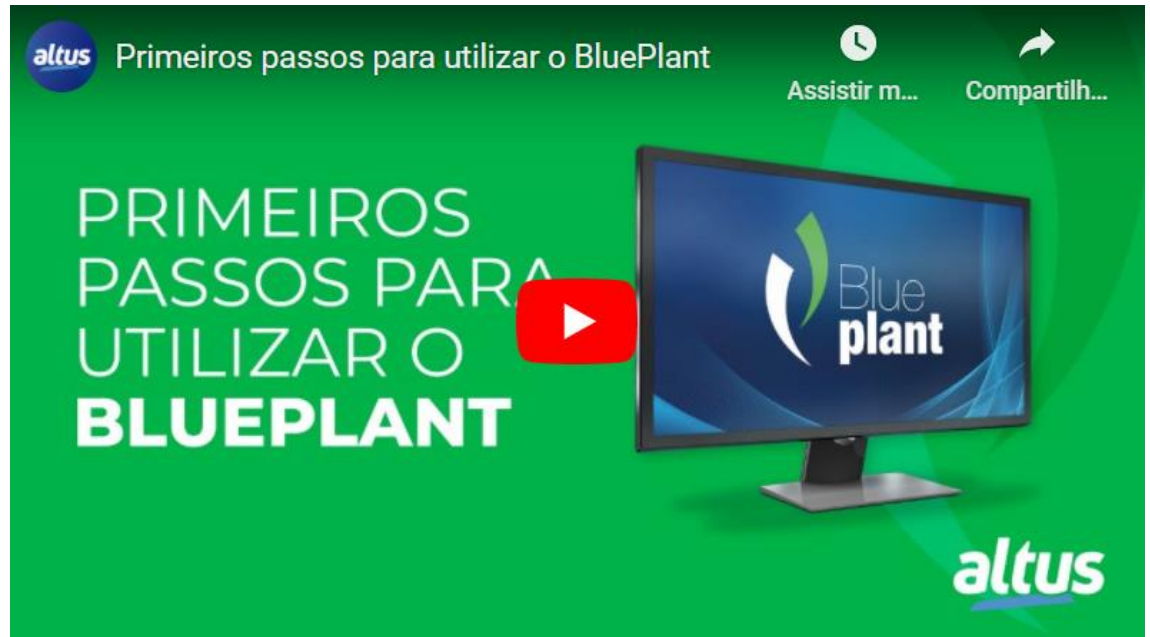 altus
Primeiros passos para utilizar o BluePlant
Assistir m...
Compartilh...
PRIMEIROS
PASSOS PARA
UTILIZAR O
BLUEPLANT
Blue
plant
altus